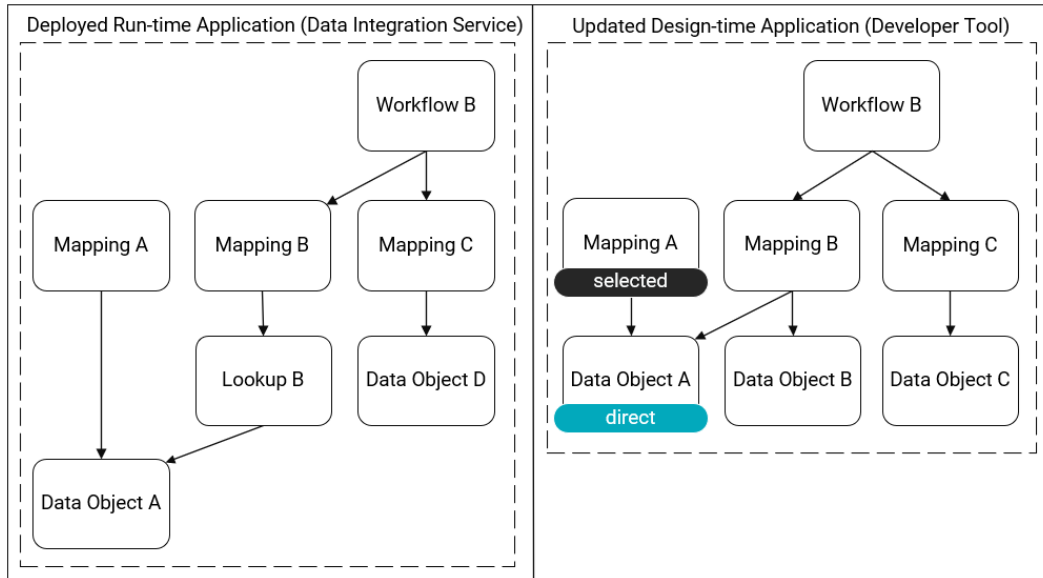 Deployed Run-time Application (Data Integration Service)
Workflow B
Mapping A
Mapping B
Mapping C
Lookup B
Data Object D
Data Object A
Updated Design-time Application (Developer Tool)
Workflow B
Mapping A
selected
Mapping B
Mapping C
Data Object A
direct
Data Object B
Data Object C